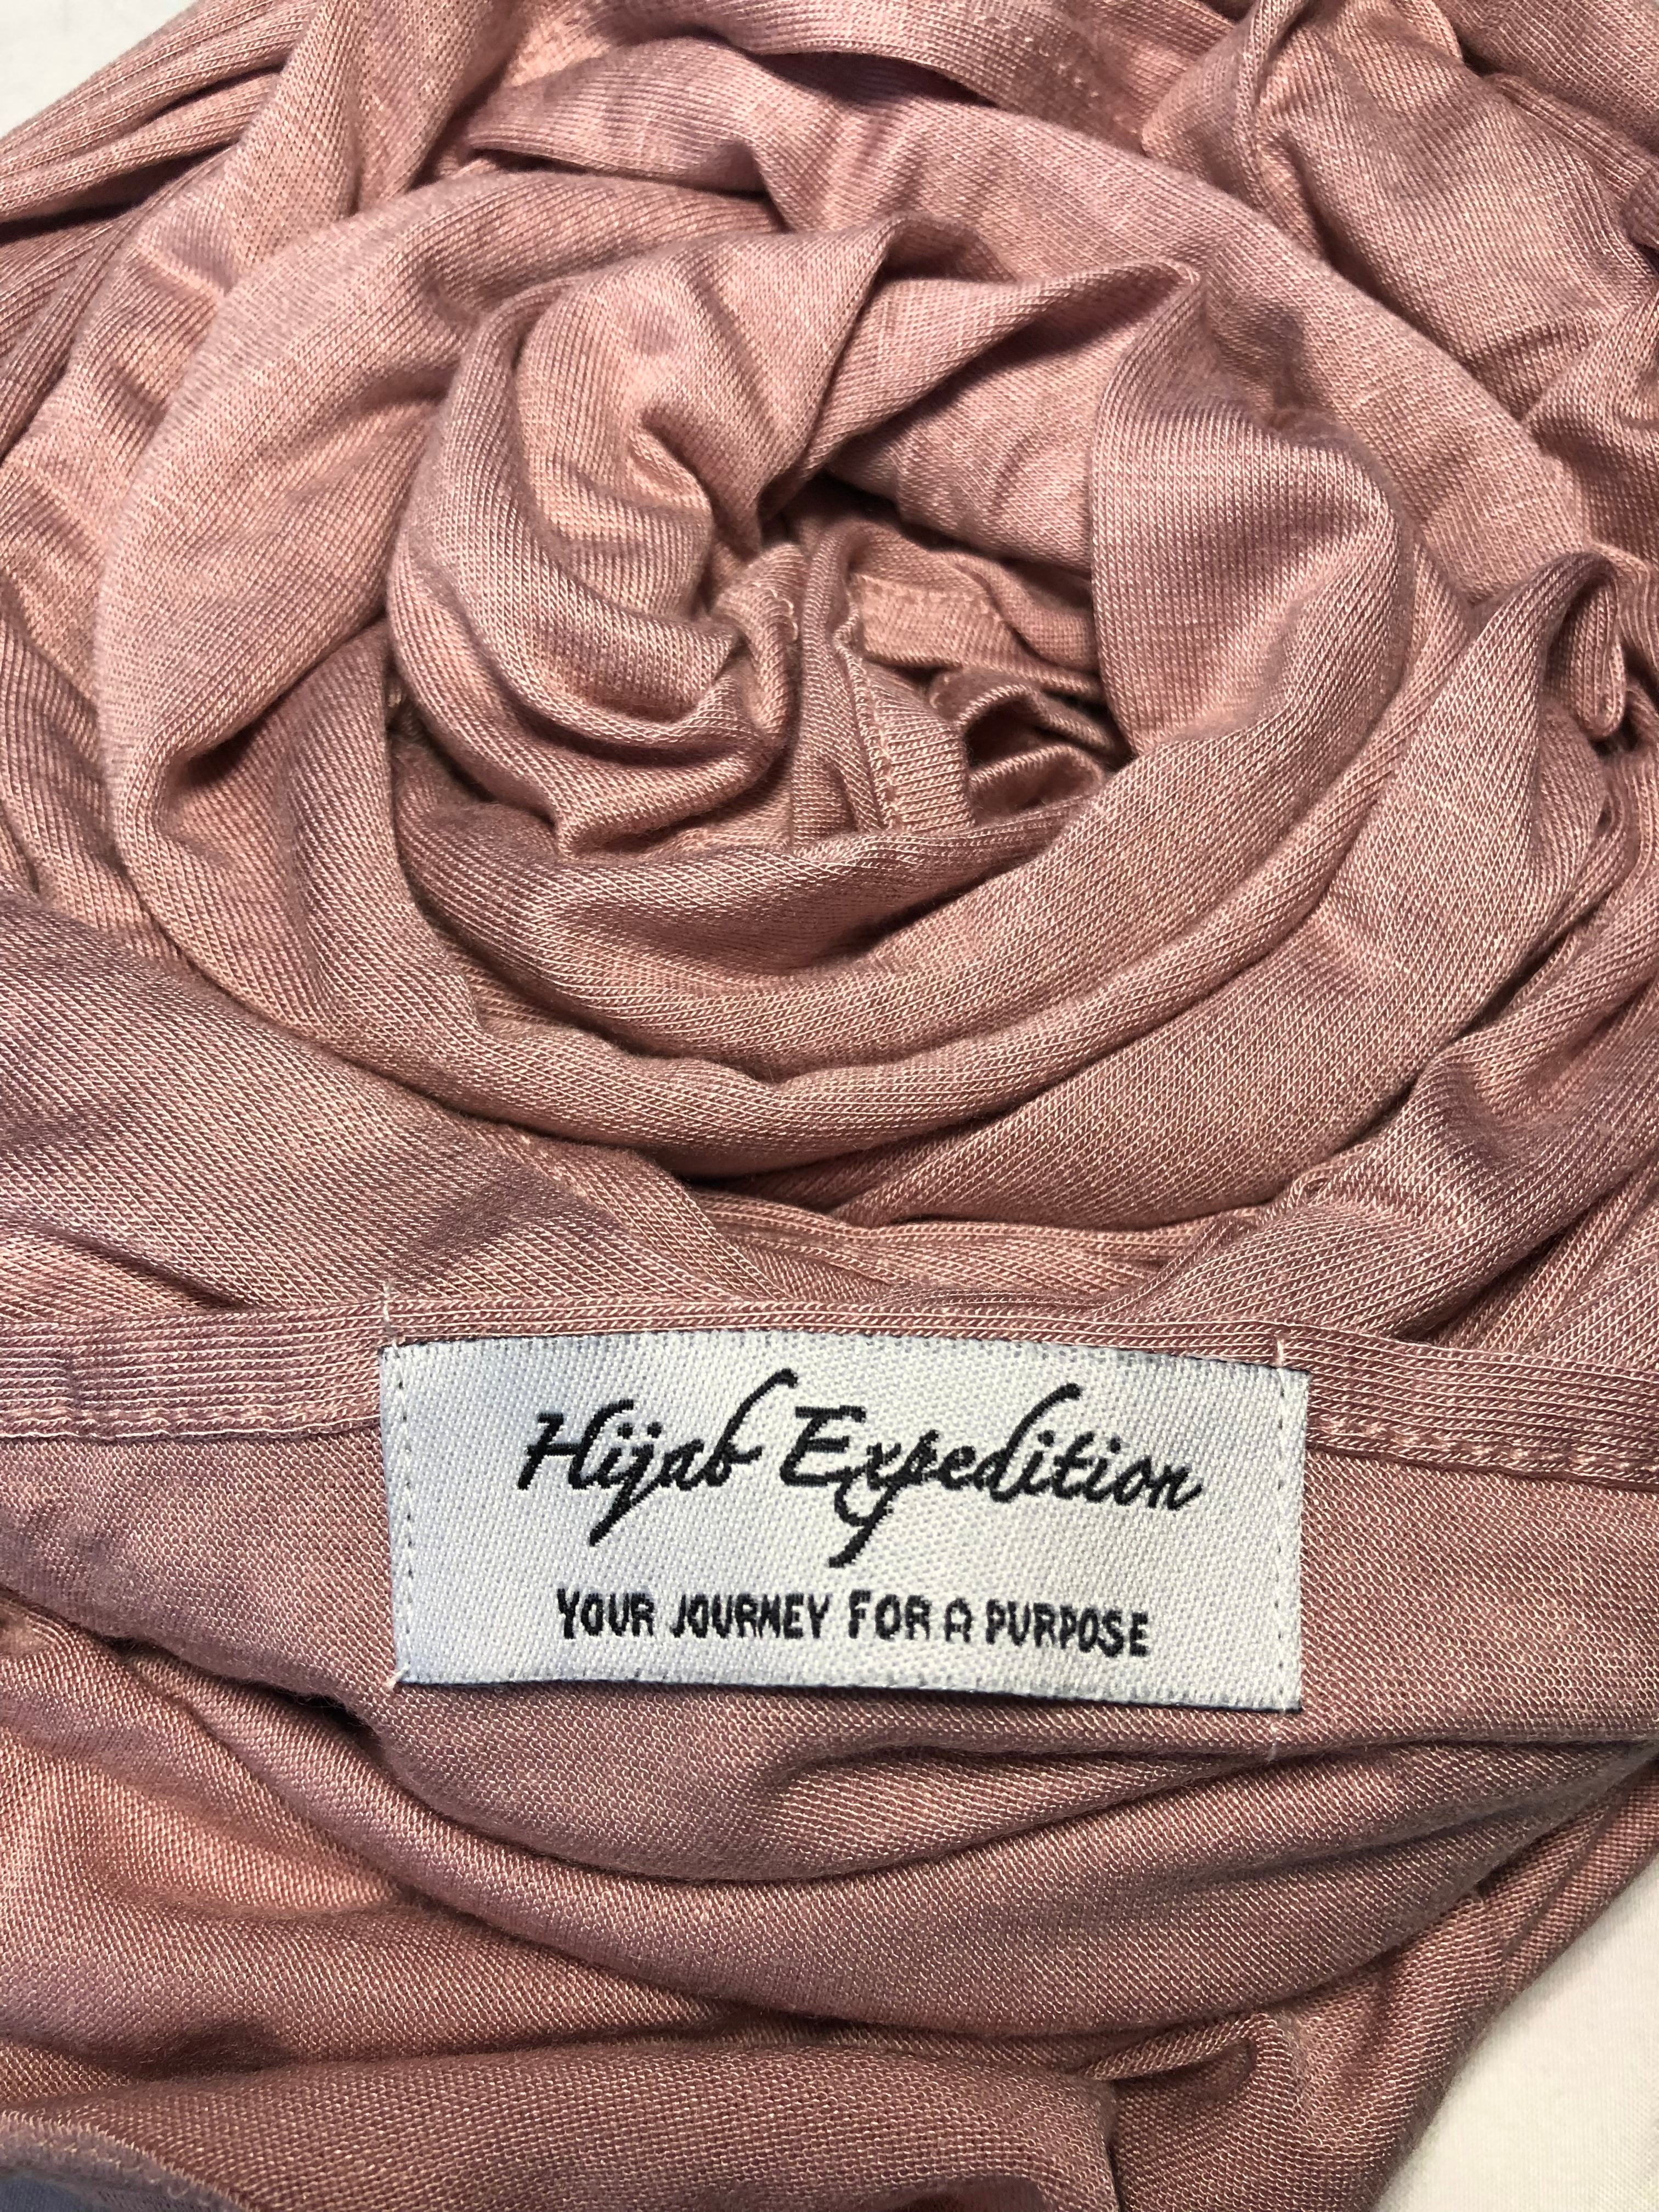 Hijab Expedition
YOUR JOURNEY FOR A PURPOSE